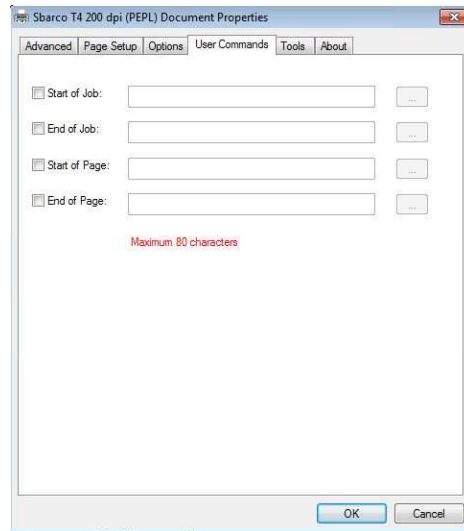 Sbarco T4 200 dpi (PEPL) Document Properties
Advanced Page Setup Options User Commands Tools About
Start of Job: ...
End of Job: ...
Start of Page: ...
End of Page: ...
Maximum 80 characters
OK Cancel